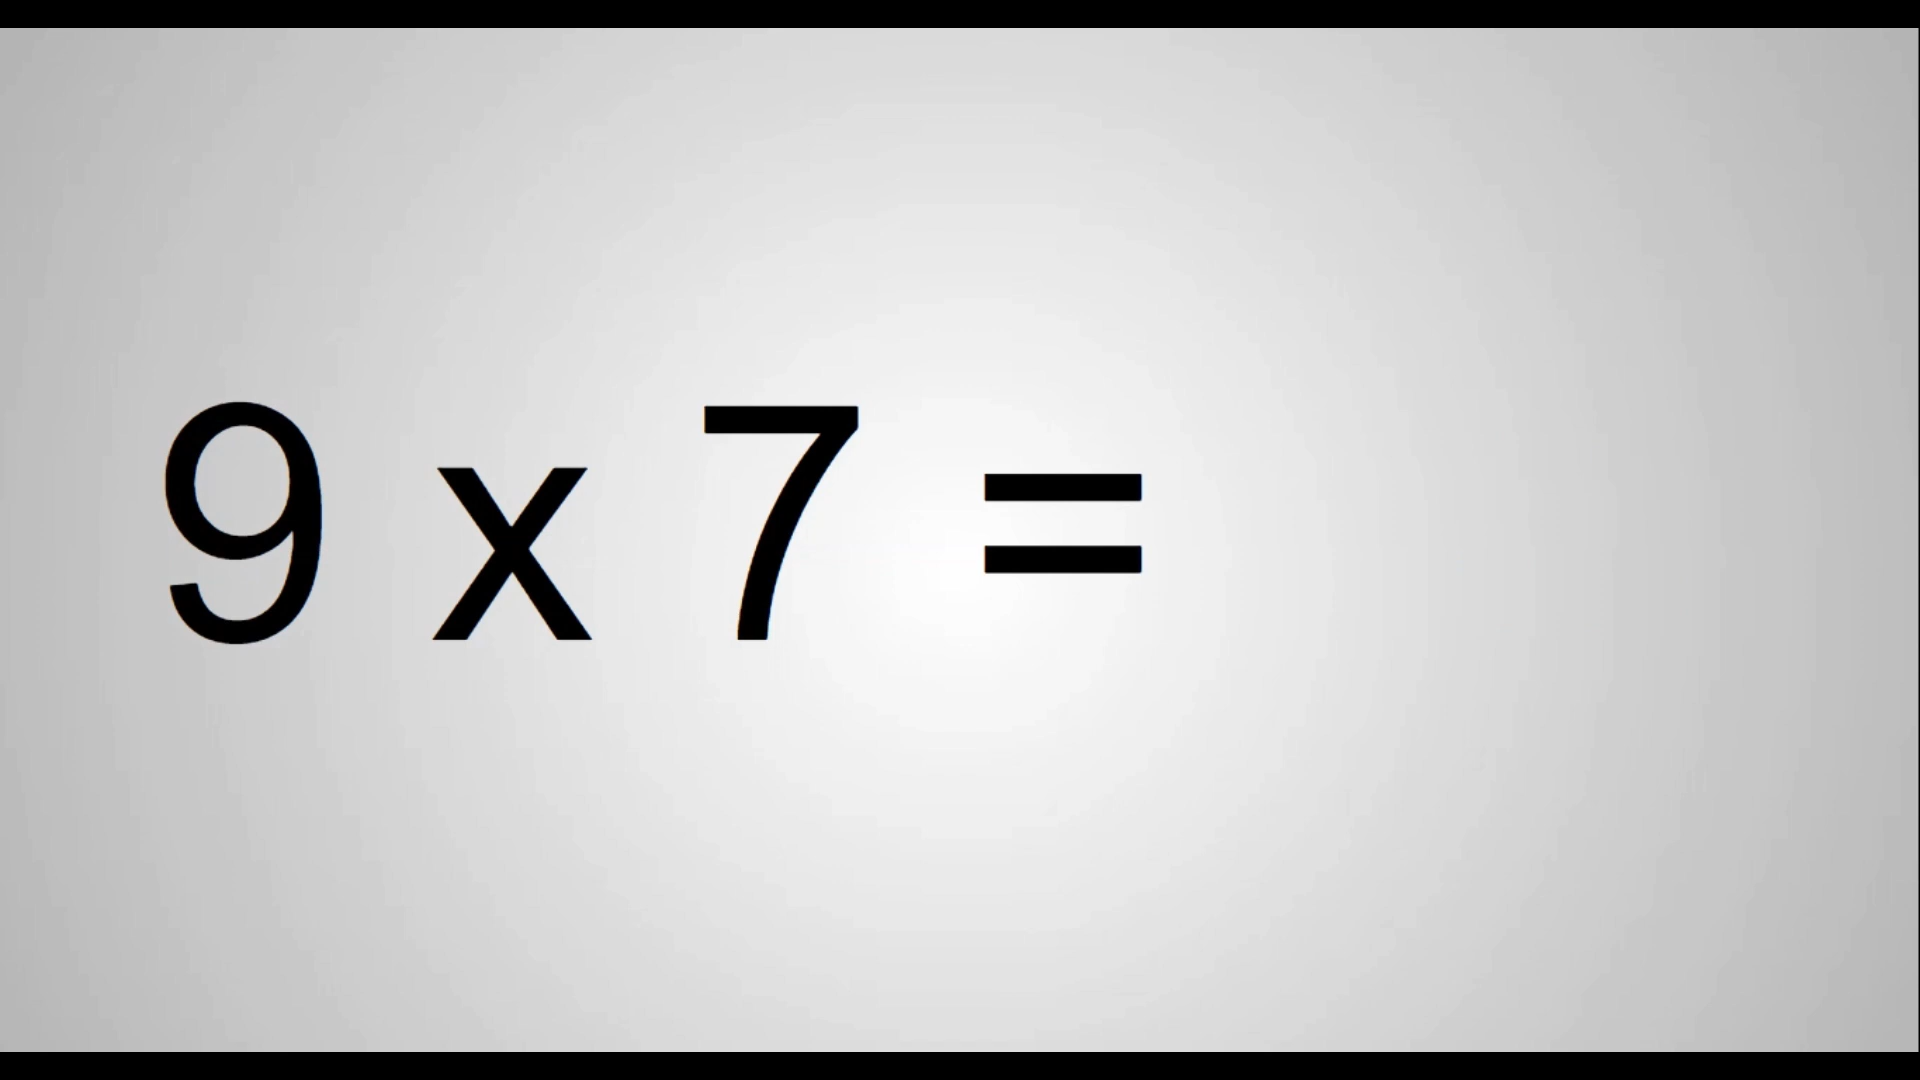 9 x 7 =